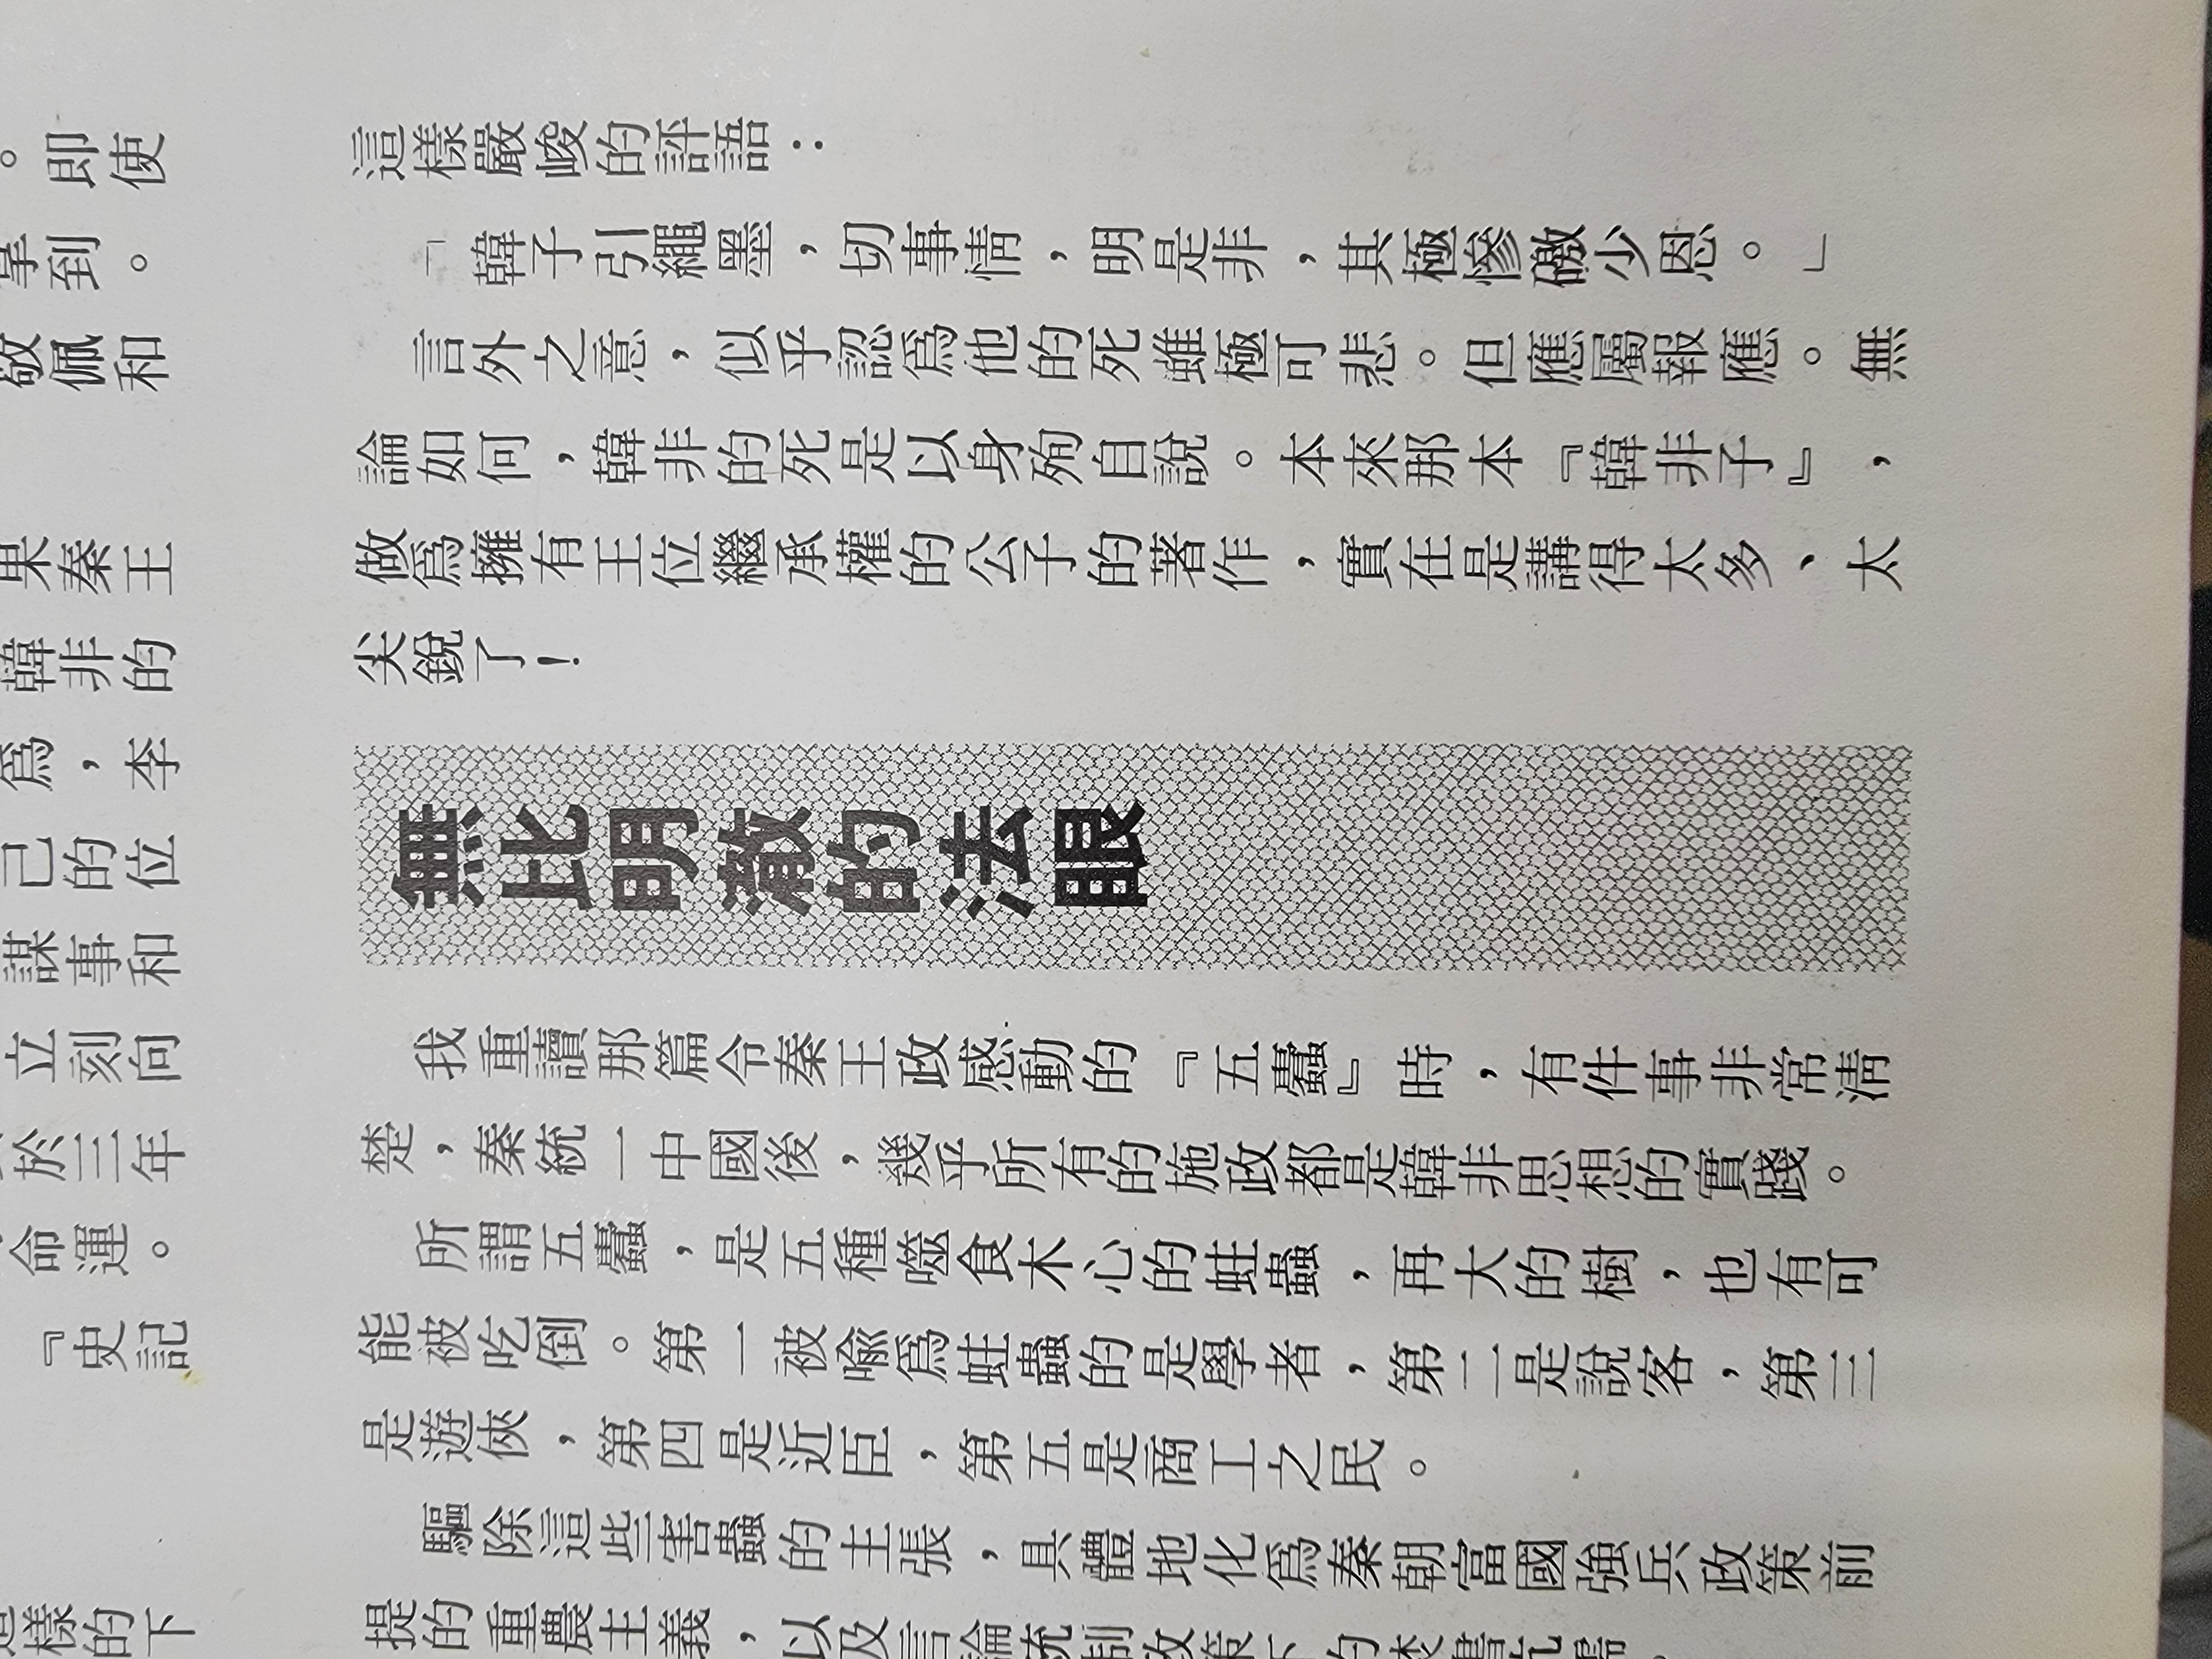 。即使
拿到。
敬佩和
果秦王
韓非的
爲，李
己的位
謀事和
立刻向
於三年
命運。
『史記
這樣的下
這樣嚴峻的評語：
「韓子引繩墨，切事情，明是非，其極慘礉少恩。」
言外之意，似乎認爲他的死雖極可悲。但應屬報應。無
論如何，韓非的死是以身殉自說。本來那本『韓非子』，
做爲擁有王位繼承權的公子的著作，實在是講得太多、太
尖銳了！
無比明澈的法眼
我重讀那篇令秦王政感動的『五蠹』時，有件事非常清
楚，秦統一中國後，幾乎所有的施政都是韓非思想的實踐。
所謂五蠹，是五種噬食木心的蛀蟲，再大的樹，也有可
能被吃倒。第一被喩爲蛀蟲的是學者，第二是說客，第三
是遊俠，第四是近臣，第五是商工之民。
驅除這些害蟲的主張，具體地化爲秦朝富國強兵政策前
提的重農主義，以及言論統制政策下的焚書坑儒。